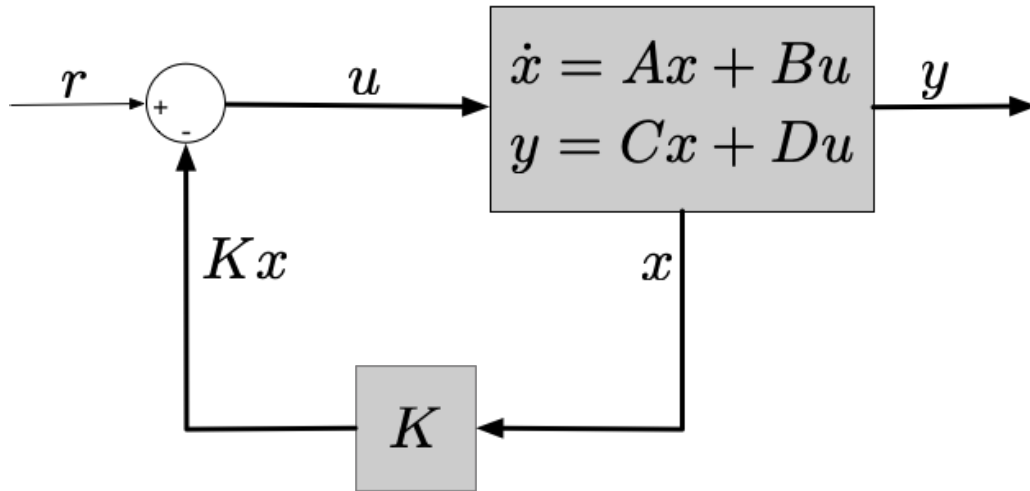 r
+
-
u
ẋ = Ax + Bu
y = Cx + Du
y
Kx
x
K